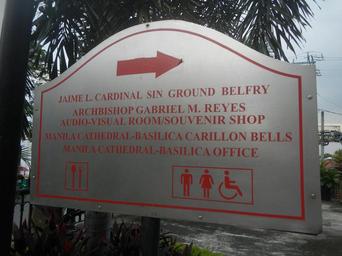 JAIME L. CARDINAL SIN GROUND BELFRY
ARCHBISHOP GABRIEL M. REYES
AUDIO-VISUAL ROOM/SOUVENIR SHOP
MANILA CATHEDRAL-BASILICA CARILLON BELLS
MANILA CATHEDRAL-BASILICA OFFICE